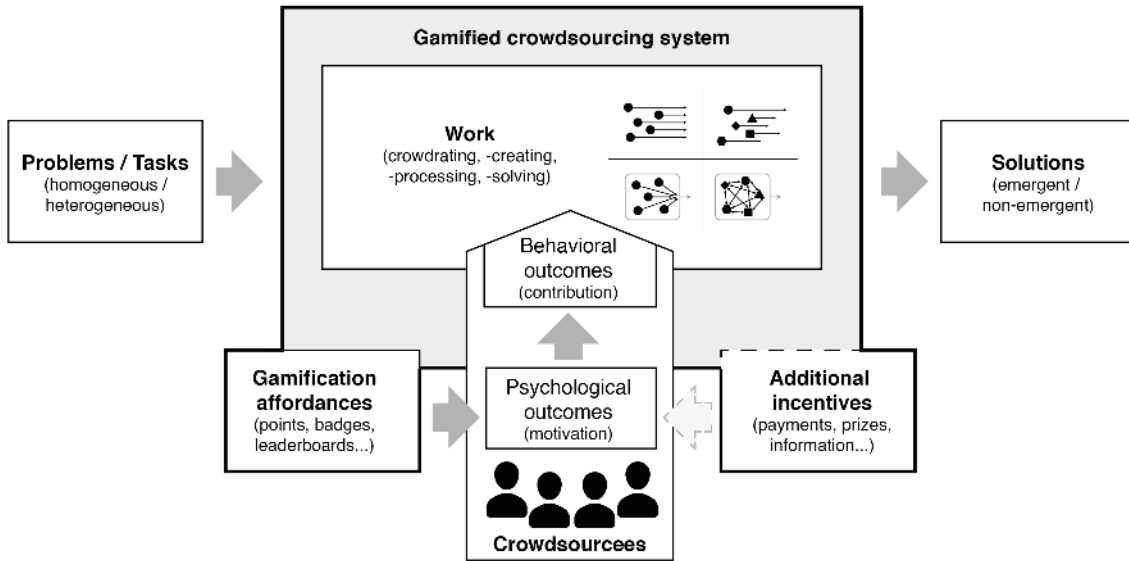 Gamified crowdsourcing system
Problems / Tasks
(homogeneous /
heterogeneous)
Work
(crowdrating, -creating,
-processing, -solving)
Solutions
(emergent /
non-emergent)
Behavioral
outcomes
(contribution)
Gamification
affordances
(points, badges,
leaderboards...)
Psychological
outcomes
(motivation)
Additional
incentives
(payments, prizes,
information...)
Crowdsourcees